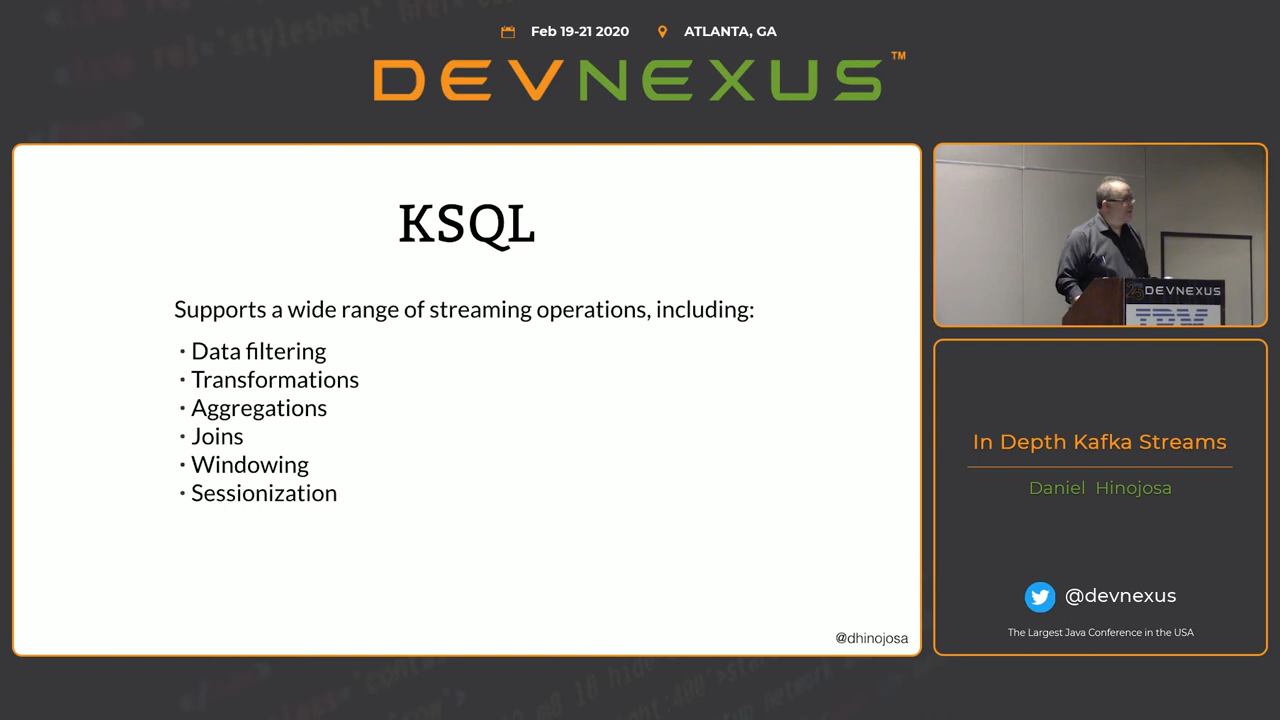 Feb 19-21 2020
ATLANTA, GA
DEVNEXUS™
KSQL
Supports a wide range of streaming operations, including:
• Data filtering
• Transformations
• Aggregations
• Joins
• Windowing
• Sessionization
@dhinojosa
DEVNEXUS
IBM
In Depth Kafka Streams
Daniel Hinojosa
@devnexus
The Largest Java Conference in the USA